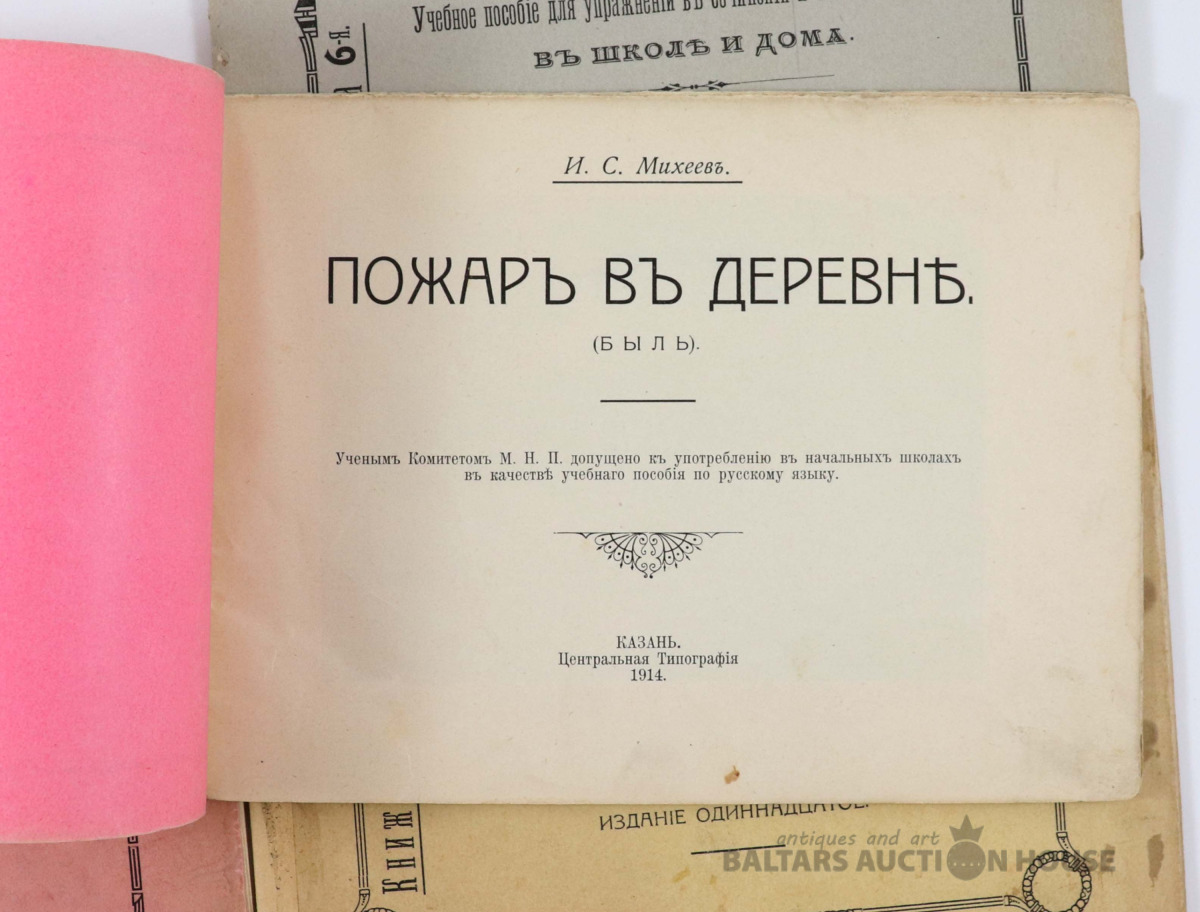 Учебное пособіе для упражненій въ
ВЪ ШКОЛѢ И ДОМА.
6-я.
И. С. Михеевъ.
ПОЖАРЪ ВЪ ДЕРЕВНѢ.
(БЫЛЬ).
Ученымъ Комитетомъ М. Н. П. допущено къ употребленію въ начальныхъ школахъ
въ качествѣ учебнаго пособія по русскому языку.
КАЗАНЬ.
Центральная Типографія
1914.
ИЗДАНІЕ ОДИННАДЦАТОЕ.
antiques and art
BALTARS AUCTION HOUSE